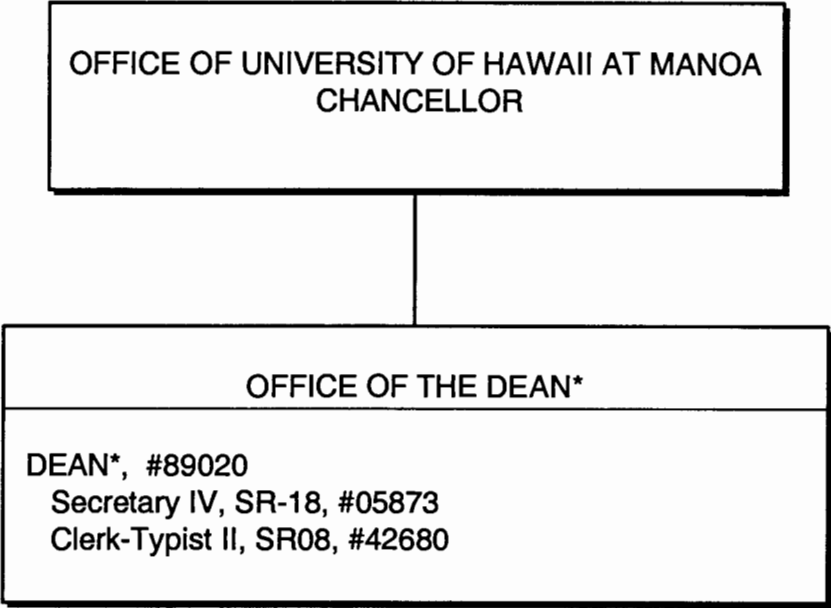 OFFICE OF UNIVERSITY OF HAWAII AT MANOA
CHANCELLOR
OFFICE OF THE DEAN*
DEAN*, #89020
Secretary IV, SR-18, #05873
Clerk-Typist II, SR08, #42680